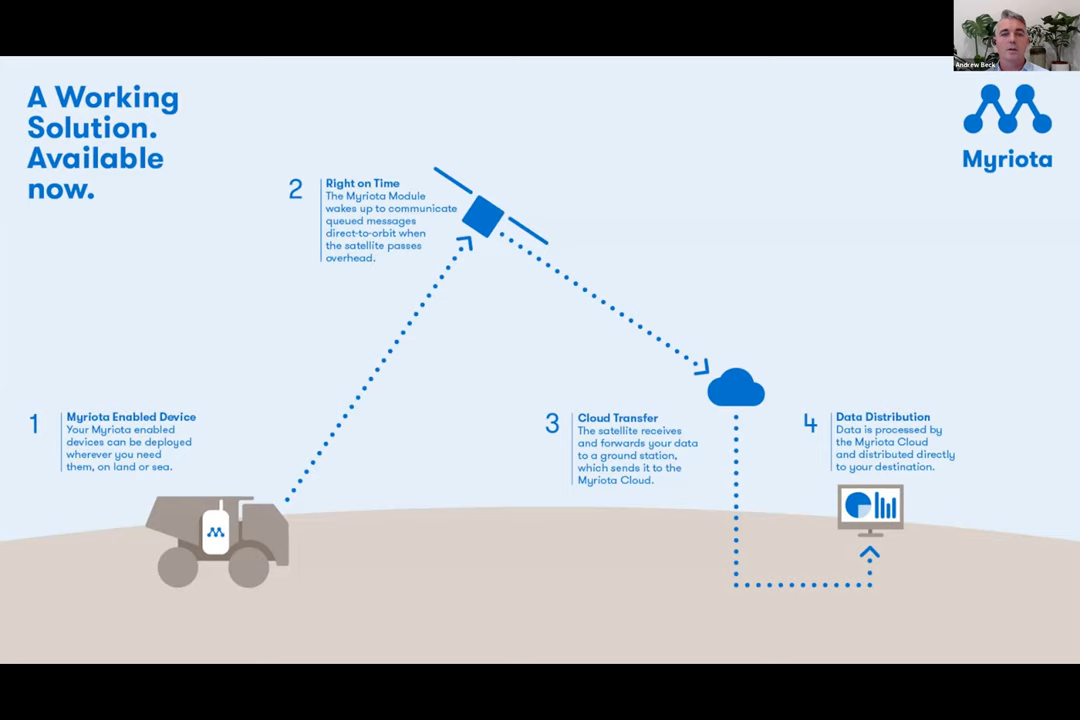 A Working
Solution.
Available
now.
Andrew Beck
Myriota
2
Right on Time
The Myriota Module
wakes up to communicate
queued messages
direct-to-orbit when
the satellite passes
overhead.
1
Myriota Enabled Device
Your Myriota enabled
devices can be deployed
wherever you need
them, on land or sea.
3
Cloud Transfer
The satellite receives
and forwards your data
to a ground station,
which sends it to the
Myriota Cloud.
4
Data Distribution
Data is processed by
the Myriota Cloud
and distributed directly
to your destination.